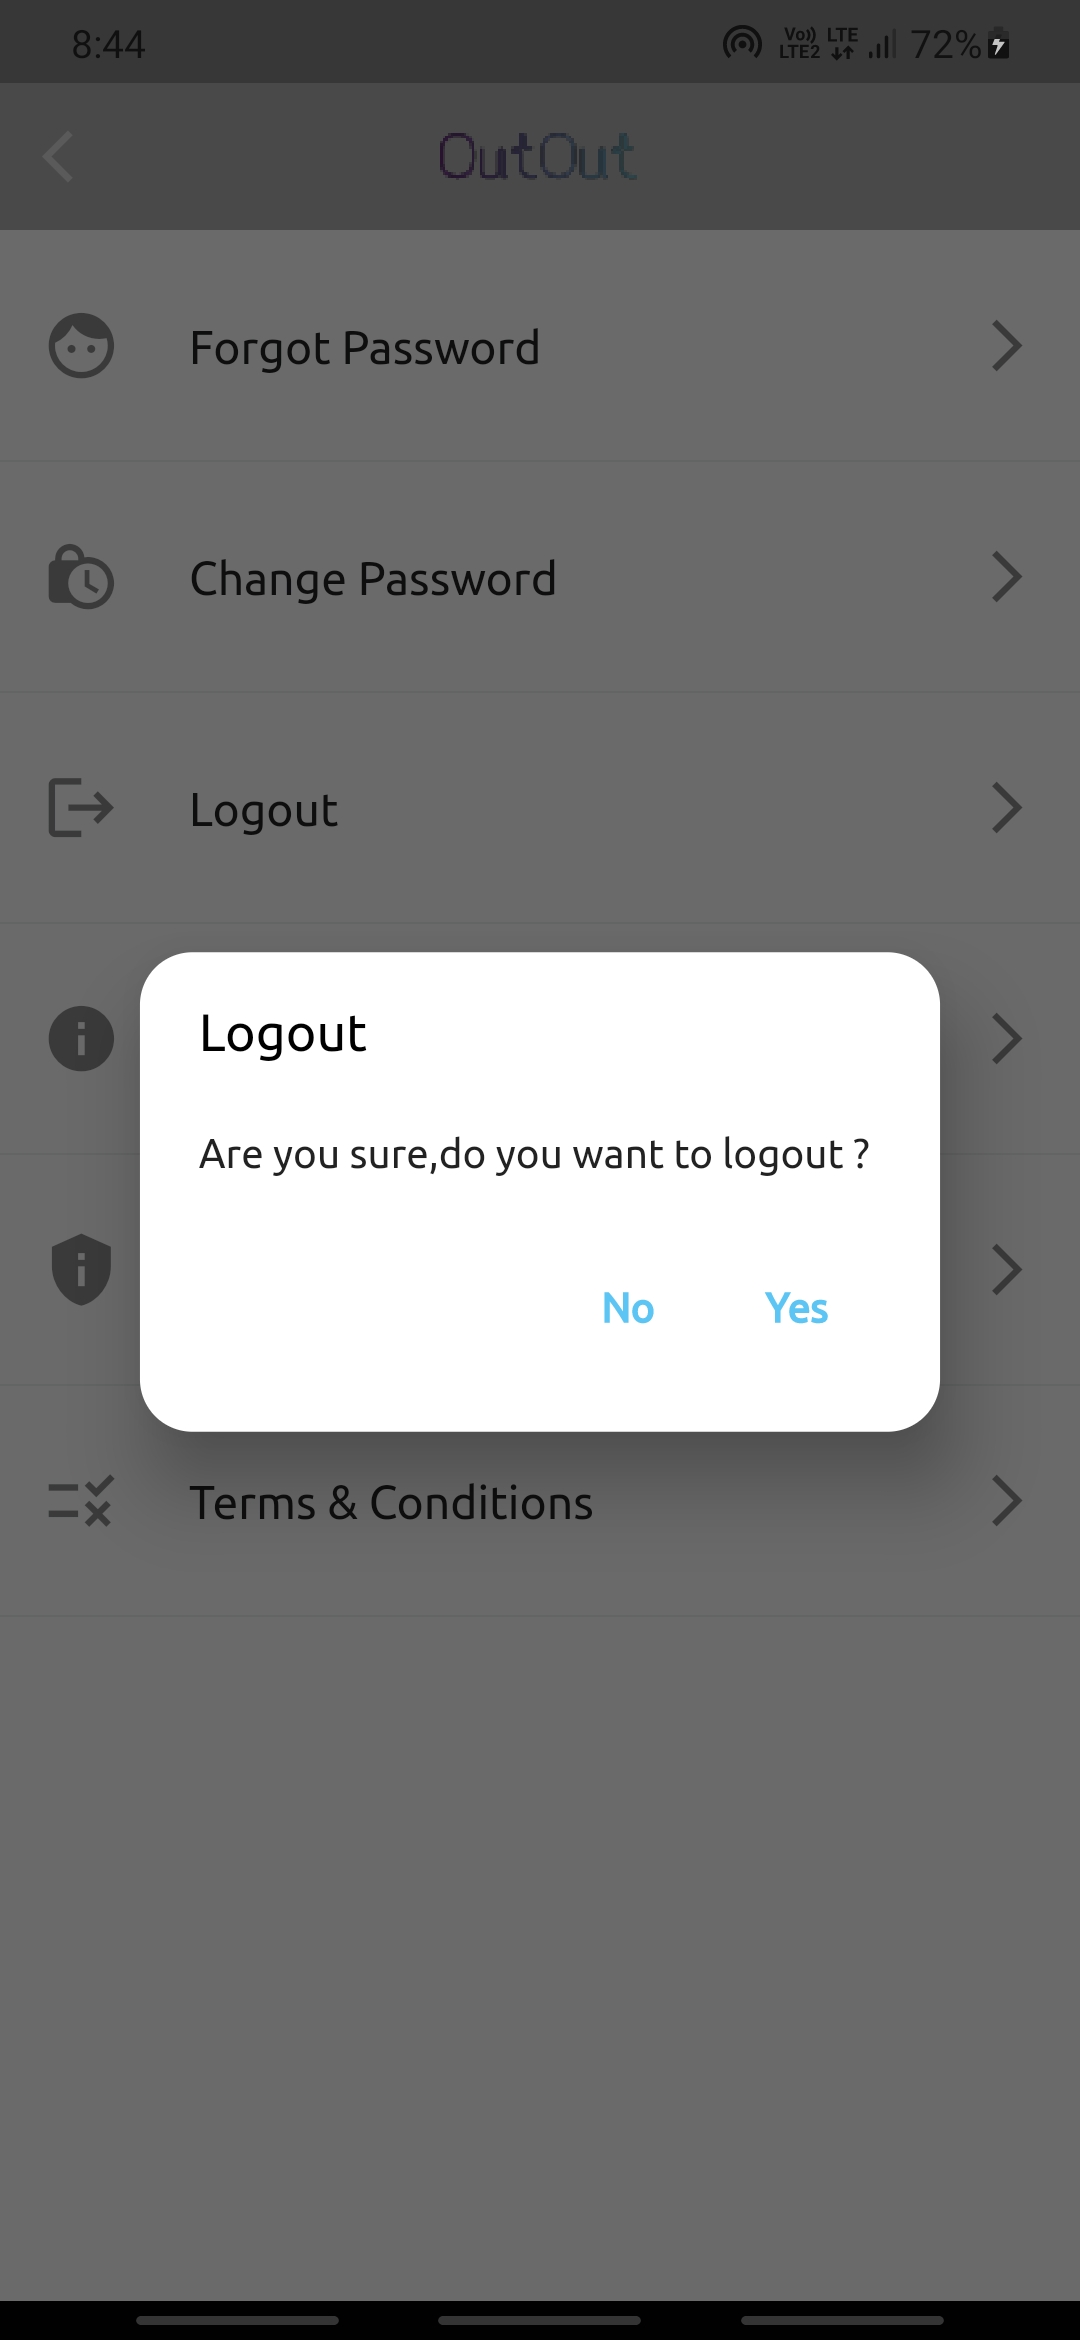 8:44 Vo)) LTE LTE2 72%
OutOut
Forgot Password
Change Password
Logout
Logout
Are you sure,do you want to logout ?
No Yes
Terms & Conditions